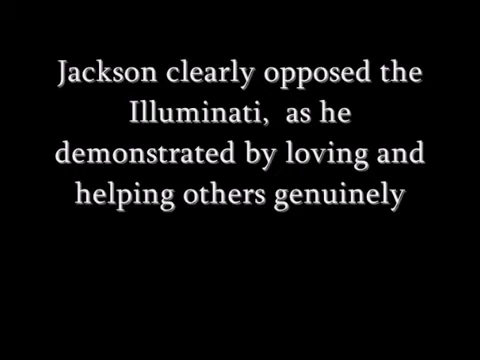 Jackson clearly opposed the
Illuminati,  as he
demonstrated by loving and
helping others genuinely